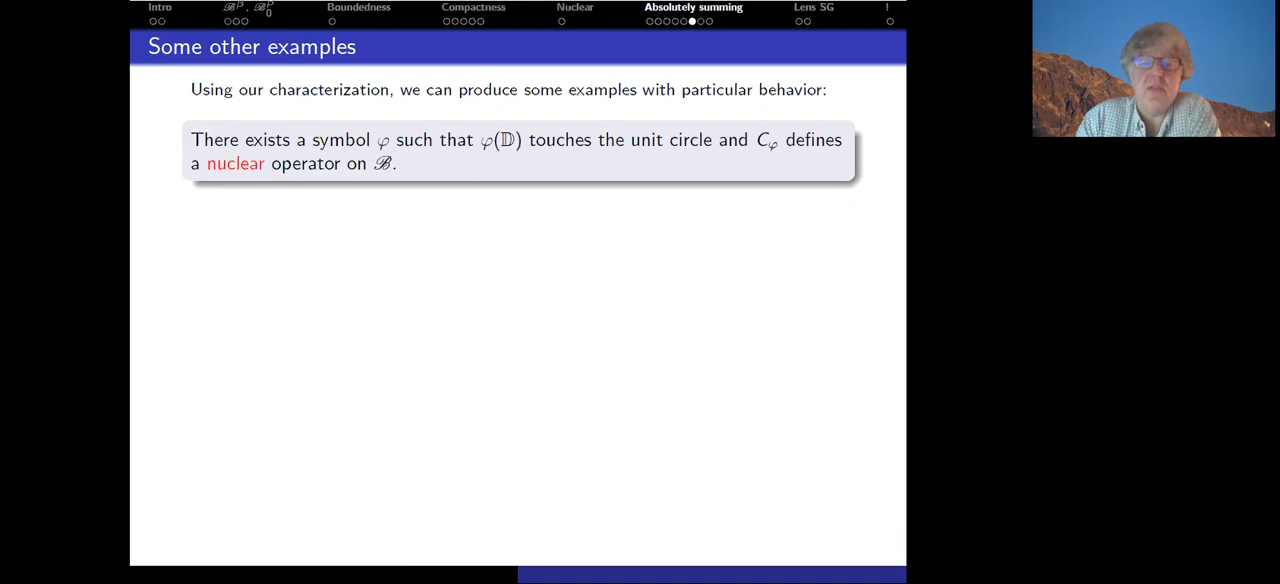 Intro ℬ^β, ℬ_0^β Boundedness Compactness Nuclear Absolutely summing Lens SG !
Some other examples
Using our characterization, we can produce some examples with particular behavior:
There exists a symbol φ such that φ(𝔻) touches the unit circle and C_φ defines
a nuclear operator on ℬ.